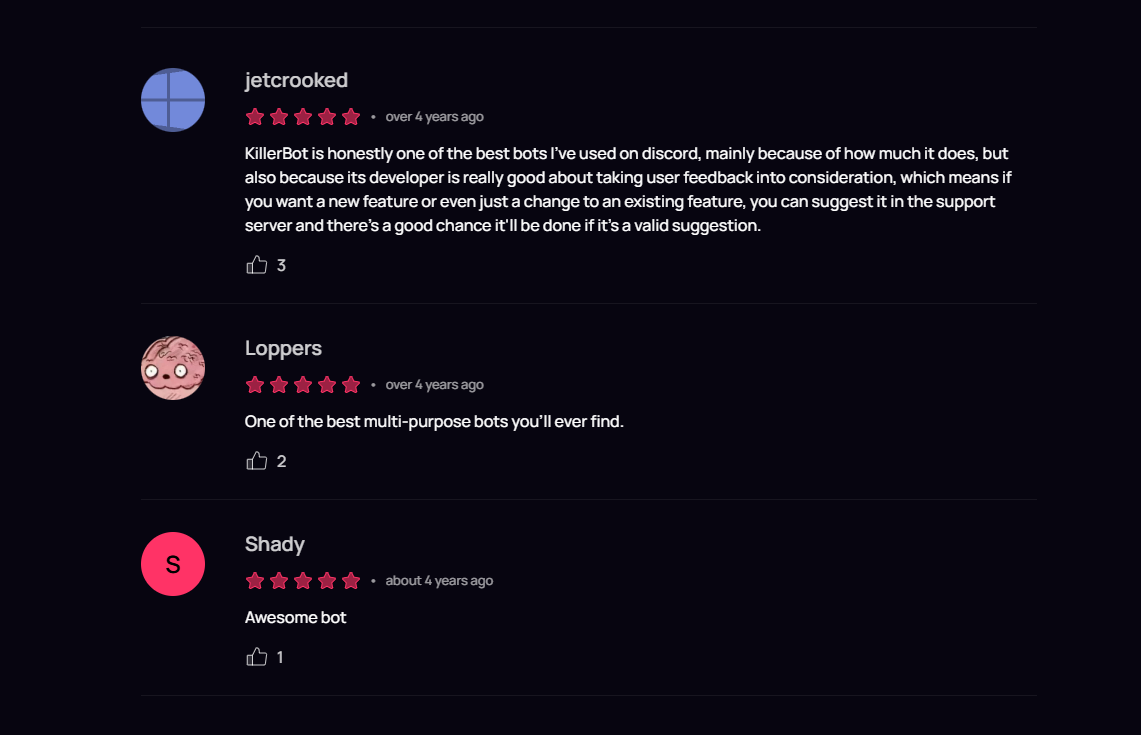 jetcrooked
• over 4 years ago
KillerBot is honestly one of the best bots I've used on discord, mainly because of how much it does, but
also because its developer is really good about taking user feedback into consideration, which means if
you want a new feature or even just a change to an existing feature, you can suggest it in the support
server and there's a good chance it'll be done if it's a valid suggestion.
3
Loppers
• over 4 years ago
One of the best multi-purpose bots you'll ever find.
2
S
Shady
• about 4 years ago
Awesome bot
1